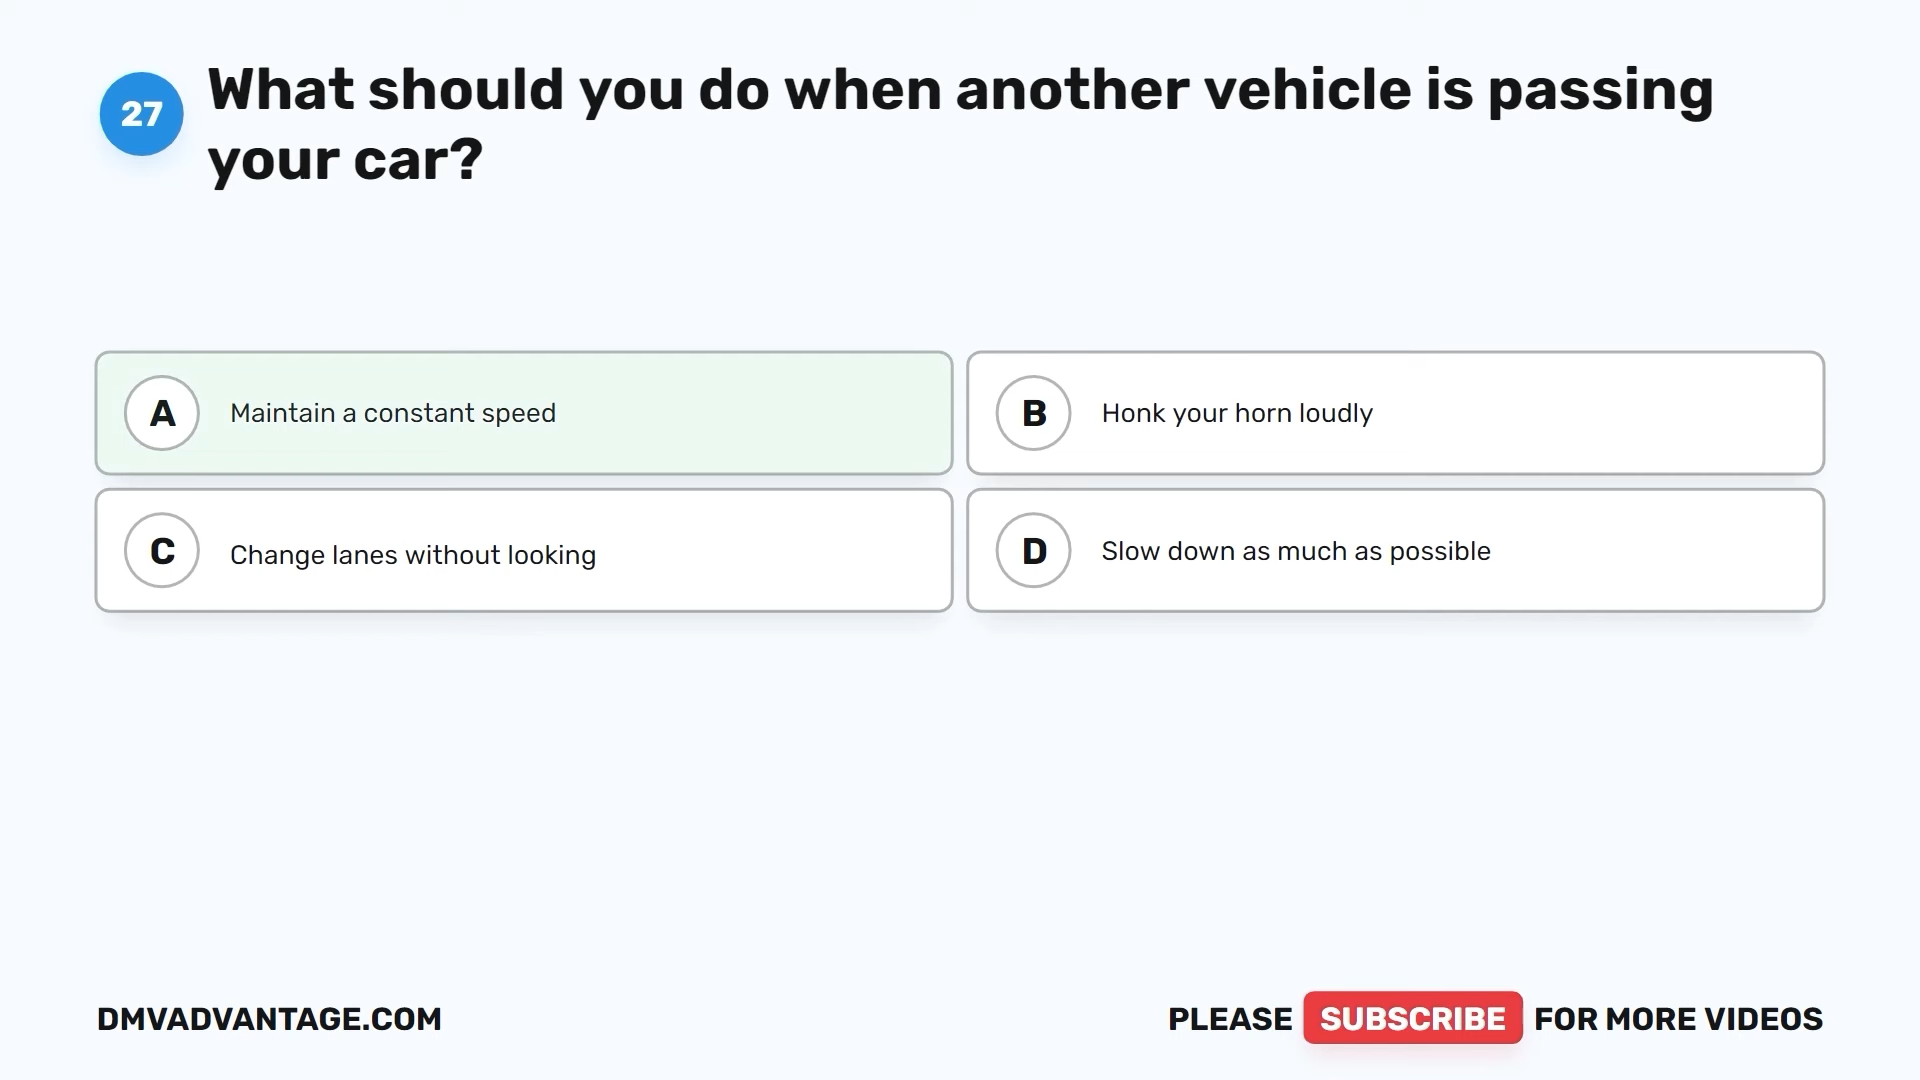 27
What should you do when another vehicle is passing
your car?
A Maintain a constant speed
B Honk your horn loudly
C Change lanes without looking
D Slow down as much as possible
DMVADVANTAGE.COM
PLEASE SUBSCRIBE FOR MORE VIDEOS